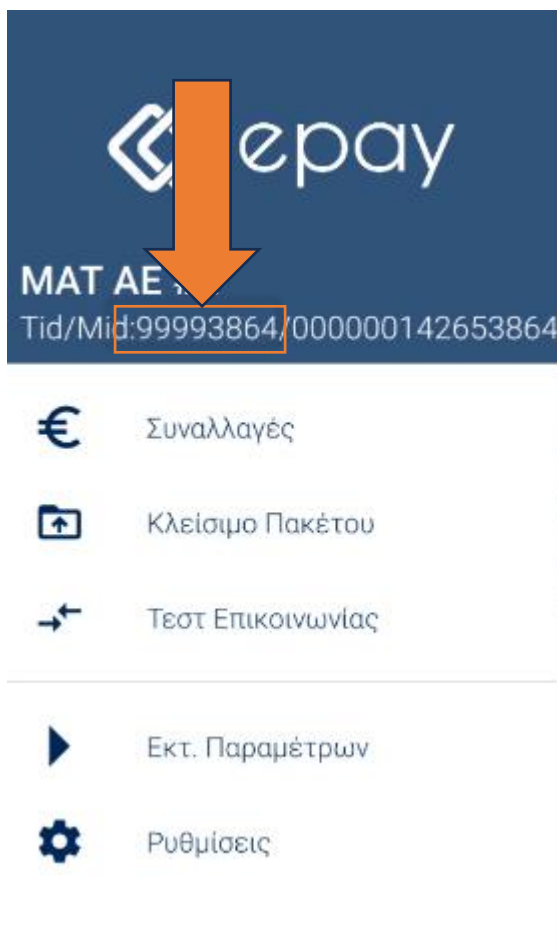 epay
MAT AE
Tid/Mid:99993864/000000142653864
Συναλλαγές
Κλείσιμο Πακέτου
Τεστ Επικοινωνίας
Εκτ. Παραμέτρων
Ρυθμίσεις